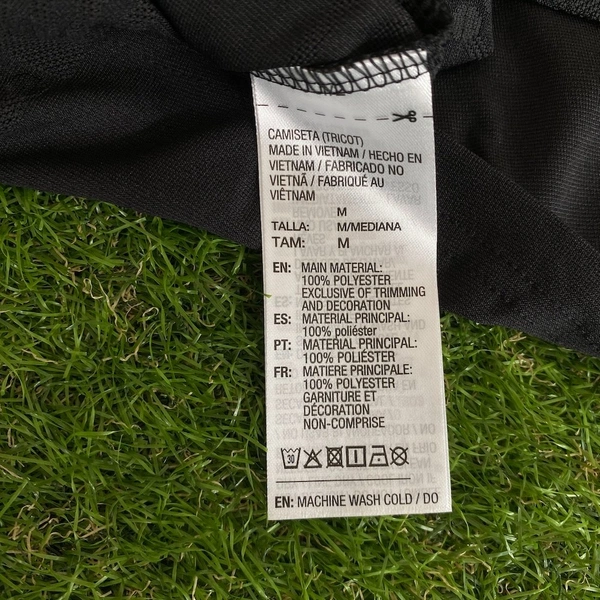 CAMISETA (TRICOT)
MADE IN VIETNAM / HECHO EN
VIETNAM / FABRICADO NO
VIETNÃ / FABRIQUÉ AU
VIÊTNAM
M
TALLA: M/MEDIANA
TAM: M
EN: MAIN MATERIAL:
100% POLYESTER
EXCLUSIVE OF TRIMMING
AND DECORATION
ES: MATERIAL PRINCIPAL:
100% poliéster
PT: MATERIAL PRINCIPAL:
100% POLIÉSTER
FR: MATIERE PRINCIPALE:
100% POLYESTER
GARNITURE ET
DÉCORATION
NON-COMPRISE
30
EN: MACHINE WASH COLD / DO